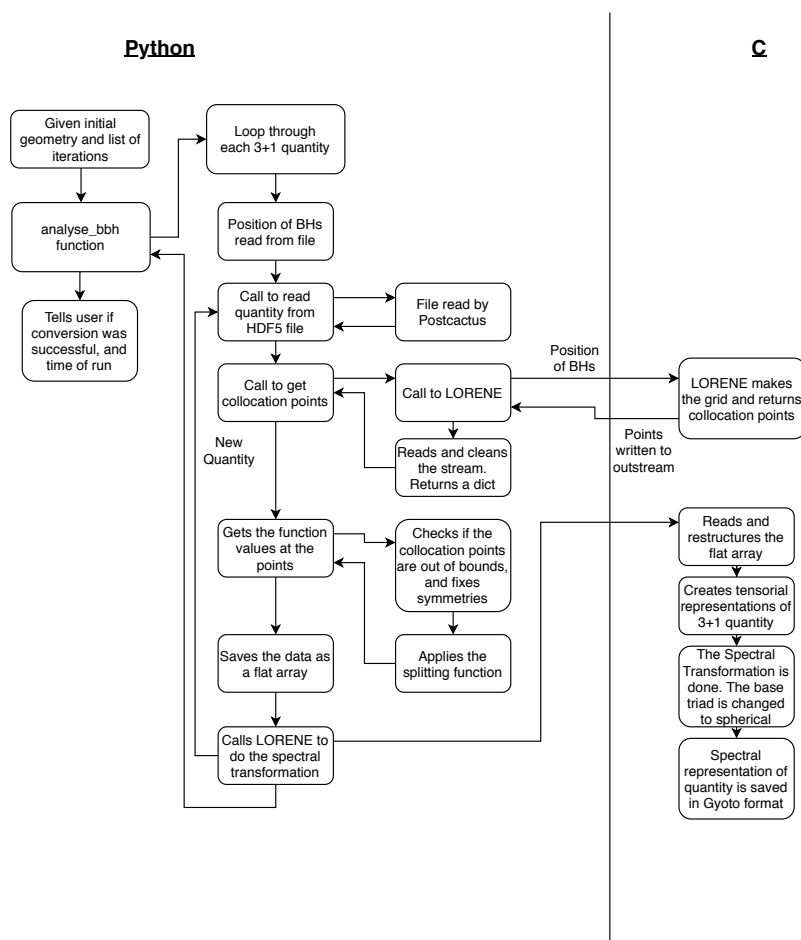 Python
C
Given initial
geometry and list of
iterations
Loop through
each 3+1 quantity
analyse_bbh
function
Position of BHs
read from file
Tells user if
conversion was
successful, and
time of run
Call to read
quantity from
HDF5 file
File read by
Postcactus
Call to get
collocation points
Call to LORENE
Position
of BHs
LORENE makes
the grid and returns
collocation points
New
Quantity
Reads and cleans
the stream.
Returns a dict
Points
written to
outstream
Gets the function
values at the
points
Checks if the
collocation points
are out of bounds,
and fixes
symmetries
Reads and
restructures the
flat array
Creates tensorial
representations of
3+1 quantity
Saves the data as
a flat array
Applies the
splitting function
The Spectral
Transformation is
done. The base
triad is changed
to spherical
Calls LORENE to
do the spectral
transformation
Spectral
representation of
quantity is saved
in Gyoto format